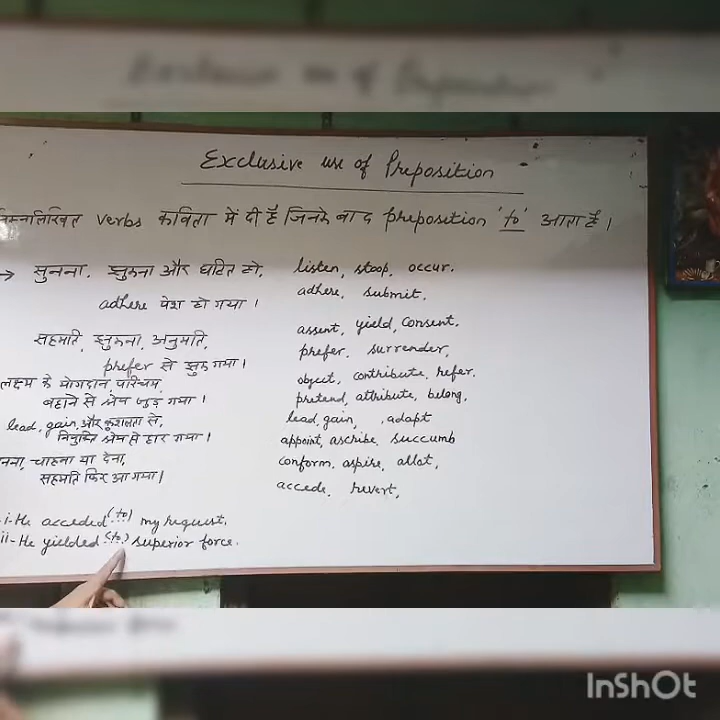 Exclusive use of Preposition
निम्नलिखित verbs कविता में दी है जिनके बाद preposition 'to' आता है।
→ सुनना, झुकना और घटित हो, listen, stoop, occur.
adhere पेश हो गया। adhere, submit,
सहमति, झुकना, अनुमति, assent, yield, consent.
prefer से झुक गया। prefer, surrender,
लक्ष्य के योगदान, परिचय, object, contribute, refer.
बहाने से श्रेय जुड़ गया। pretend, attribute, belong,
lead, gain, और कुशलता से, lead, gain, , adapt
नियुक्ति श्रेय से हार गया। appoint, ascribe, succumb
चाहना या देना, conform, aspire, allot,
सहमति फिर आ गया। accede, revert,
i- He acceded (to) my request.
ii- He yielded (to) superior force.
InShOt